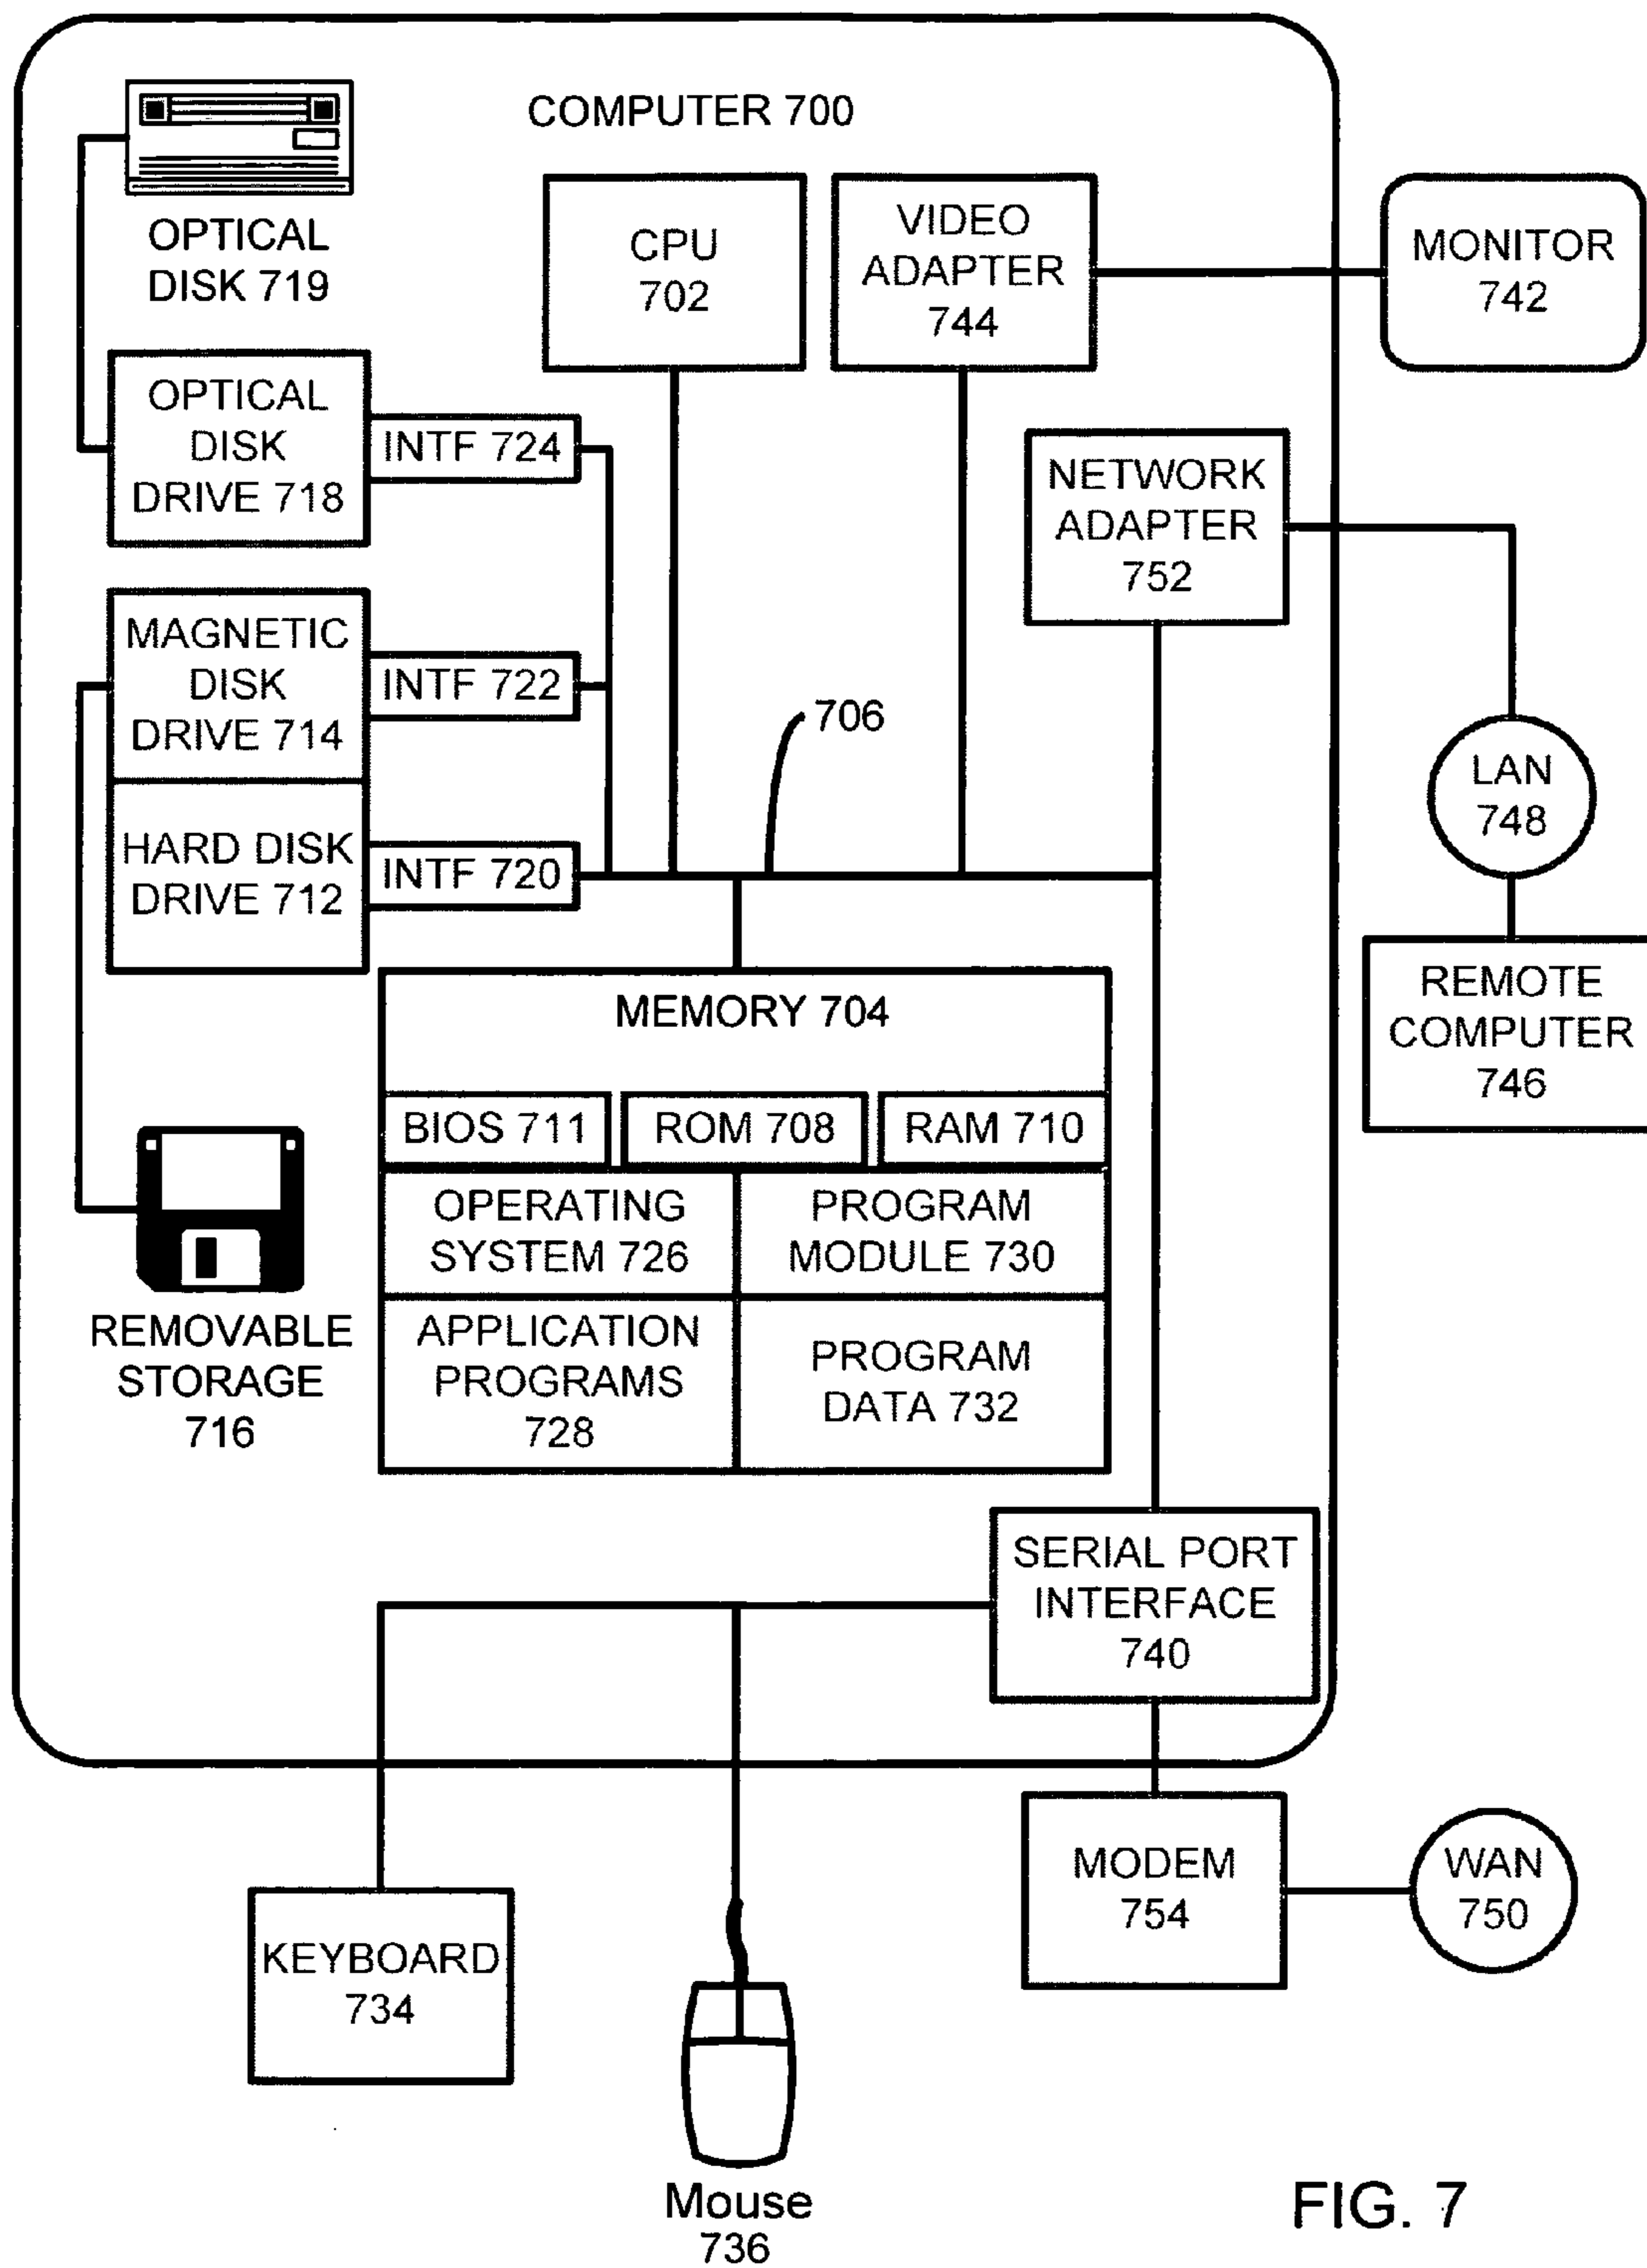 COMPUTER 700
OPTICAL
DISK 719
CPU
702
VIDEO
ADAPTER
744
MONITOR
742
OPTICAL
DISK
DRIVE 718
INTF 724
NETWORK
ADAPTER
752
MAGNETIC
DISK
DRIVE 714
INTF 722
706
LAN
748
HARD DISK
DRIVE 712
INTF 720
REMOTE
COMPUTER
746
MEMORY 704
BIOS 711
ROM 708
RAM 710
OPERATING
SYSTEM 726
PROGRAM
MODULE 730
REMOVABLE
STORAGE
716
APPLICATION
PROGRAMS
728
PROGRAM
DATA 732
SERIAL PORT
INTERFACE
740
MODEM
754
WAN
750
KEYBOARD
734
Mouse
736
FIG. 7